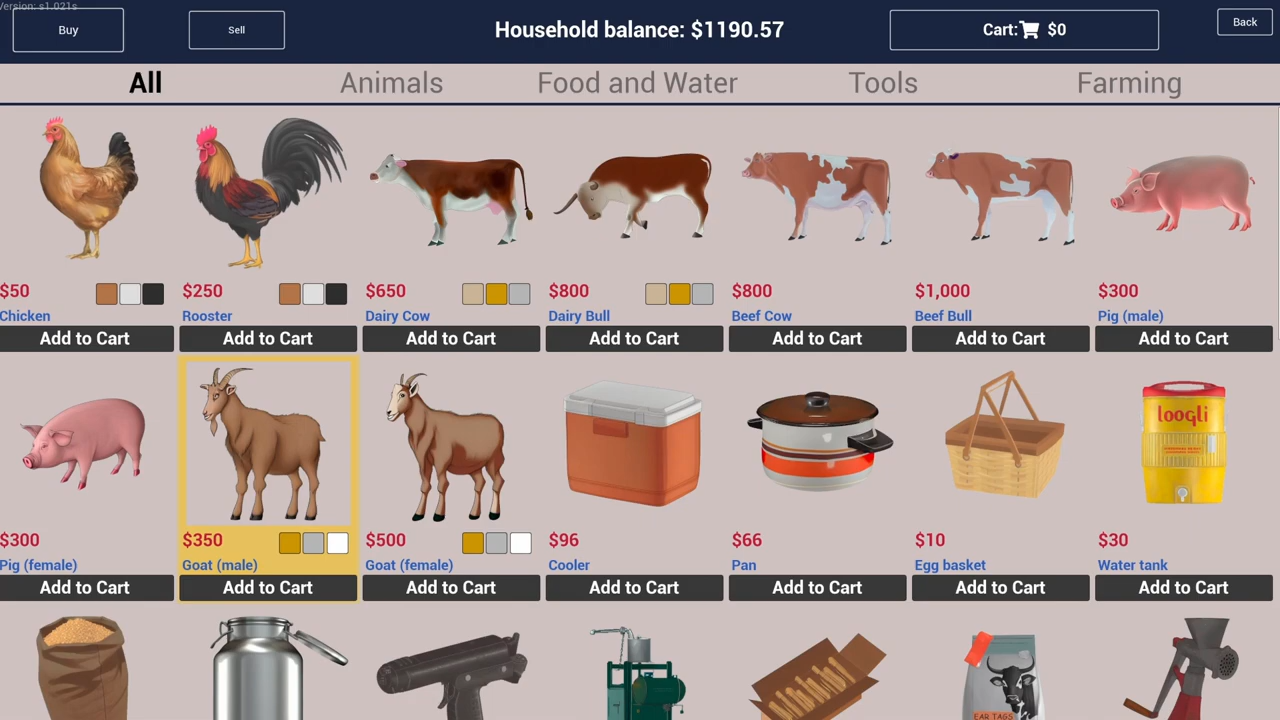 Version: s1.021s
Buy
Sell
Household balance: $1190.57
Cart: $0
Back
All
Animals
Food and Water
Tools
Farming
$50
$250
$650
$800
$800
$1,000
$300
Chicken
Rooster
Dairy Cow
Dairy Bull
Beef Cow
Beef Bull
Pig (male)
Add to Cart
Add to Cart
Add to Cart
Add to Cart
Add to Cart
Add to Cart
Add to Cart
looqli
$300
$350
$500
$96
$66
$10
$30
Pig (female)
Goat (male)
Goat (female)
Cooler
Pan
Egg basket
Water tank
Add to Cart
Add to Cart
Add to Cart
Add to Cart
Add to Cart
Add to Cart
Add to Cart
EAR TAGS